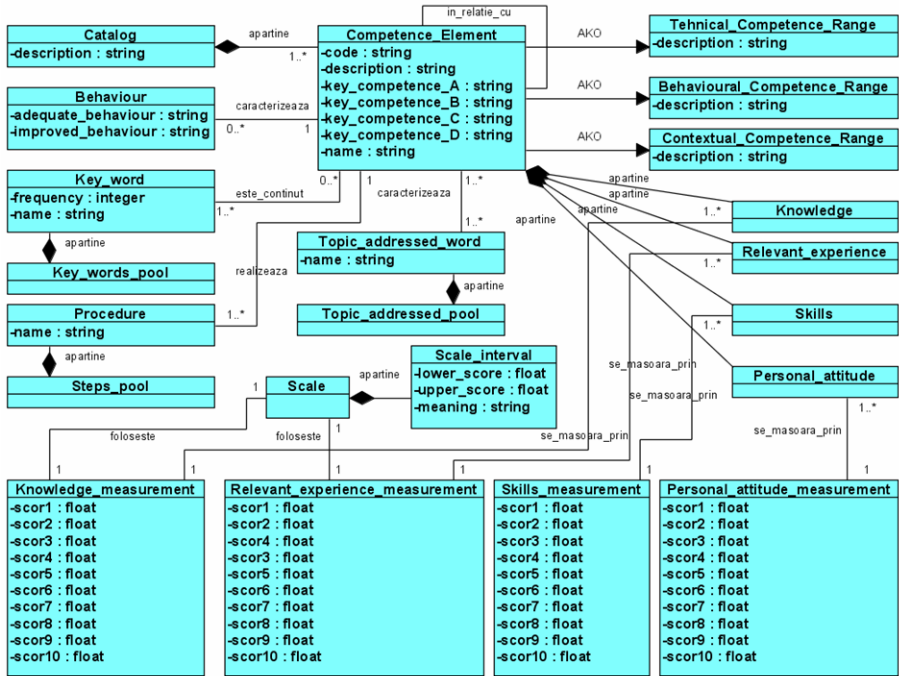 in_relatie_cu
Catalog
-description : string
apartine
1..*
Competence_Element
-code : string
-description : string
-key_competence_A : string
-key_competence_B : string
-key_competence_C : string
-key_competence_D : string
-name : string
AKO
Tehnical_Competence_Range
-description : string
AKO
Behavioural_Competence_Range
-description : string
AKO
Contextual_Competence_Range
-description : string
Behaviour
-adequate_behaviour : string
-improved_behaviour : string
caracterizeaza
0..*
1
Key_word
-frequency : integer
-name : string
este_continut
0..*
1..*
1
caracterizeaza
1..*
1..*
apartine
Key_words_pool
realizeaza
Topic_addressed_word
-name : string
apartine
Topic_addressed_pool
apartine
apartine
apartine
apartine
1..*
Knowledge
Relevant_experience
1..*
Skills
1..*
Personal_attitude
1..*
Procedure
-name : string
1..*
apartine
Steps_pool
Scale
1
apartine
Scale_interval
-lower_score : float
-upper_score : float
-meaning : string
foloseste
foloseste
1
se_masoara_prin
se_masoara_prin
se_masoara_prin
se_masoara_prin
1
1
1
1
1
1
Knowledge_measurement
-scor1 : float
-scor2 : float
-scor3 : float
-scor4 : float
-scor5 : float
-scor6 : float
-scor7 : float
-scor8 : float
-scor9 : float
-scor10 : float
Relevant_experience_measurement
-scor1 : float
-scor2 : float
-scor4 : float
-scor3 : float
-scor5 : float
-scor6 : float
-scor7 : float
-scor8 : float
-scor9 : float
-scor10 : float
Skills_measurement
-scor1 : float
-scor2 : float
-scor3 : float
-scor4 : float
-scor5 : float
-scor6 : float
-scor7 : float
-scor8 : float
-scor9 : float
-scor10 : float
Personal_attitude_measurement
-scor1 : float
-scor2 : float
-scor3 : float
-scor4 : float
-scor5 : float
-scor6 : float
-scor7 : float
-scor8 : float
-scor9 : float
-scor10 : float